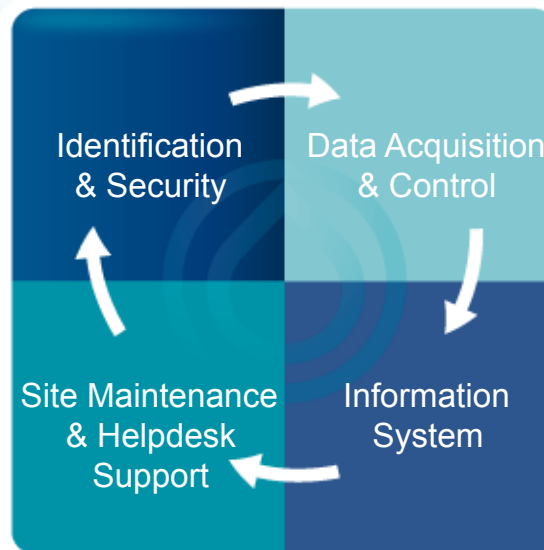 Identification
& Security
Data Acquisition
& Control
Site Maintenance
& Helpdesk
Support
Information
System